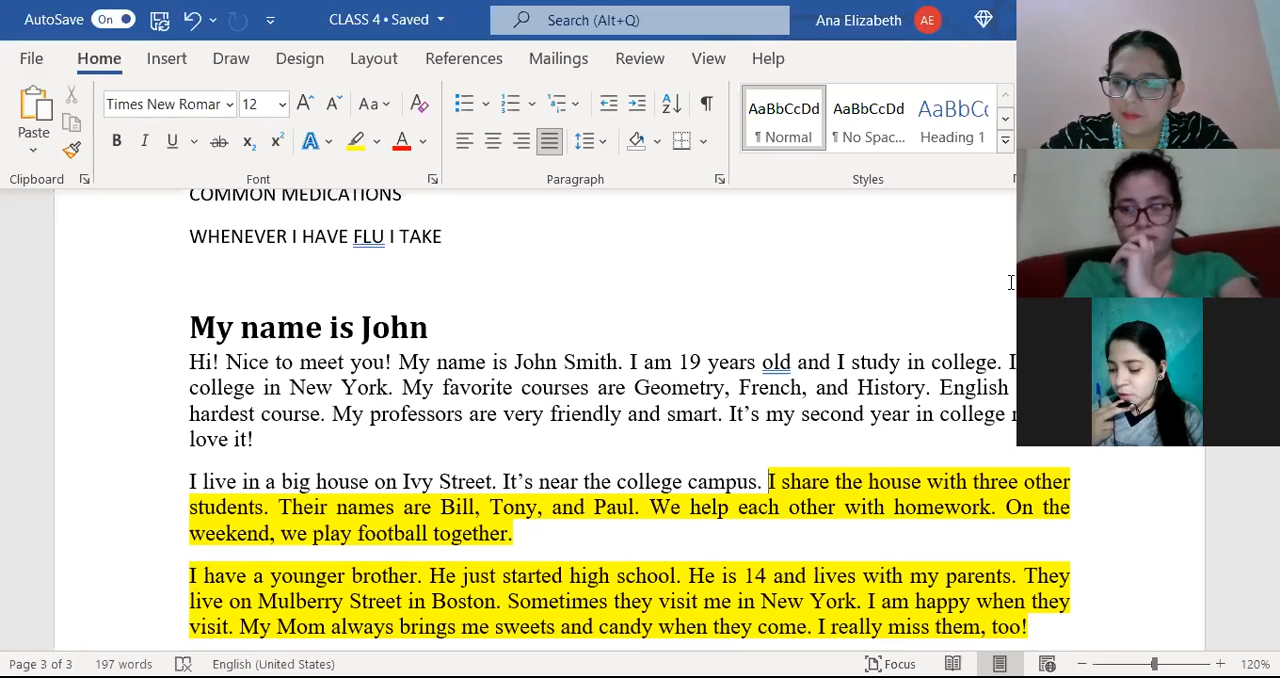 AutoSave On CLASS 4 • Saved Search (Alt+Q) Ana Elizabeth AE
File Home Insert Draw Design Layout References Mailings Review View Help
Times New Romar 12 Aa AaBbCcDd AaBbCcDd AaBbCc
Paste B I U ab x₂ x² A A ¶ Normal ¶ No Spac... Heading 1
Clipboard Font Paragraph Styles
COMMON MEDICATIONS
WHENEVER I HAVE FLU I TAKE
My name is John
Hi! Nice to meet you! My name is John Smith. I am 19 years old and I study in college. I
college in New York. My favorite courses are Geometry, French, and History. English
hardest course. My professors are very friendly and smart. It’s my second year in college
love it!
I live in a big house on Ivy Street. It’s near the college campus. I share the house with three other
students. Their names are Bill, Tony, and Paul. We help each other with homework. On the
weekend, we play football together.
I have a younger brother. He just started high school. He is 14 and lives with my parents. They
live on Mulberry Street in Boston. Sometimes they visit me in New York. I am happy when they
visit. My Mom always brings me sweets and candy when they come. I really miss them, too!
Page 3 of 3 197 words English (United States) Focus 120%